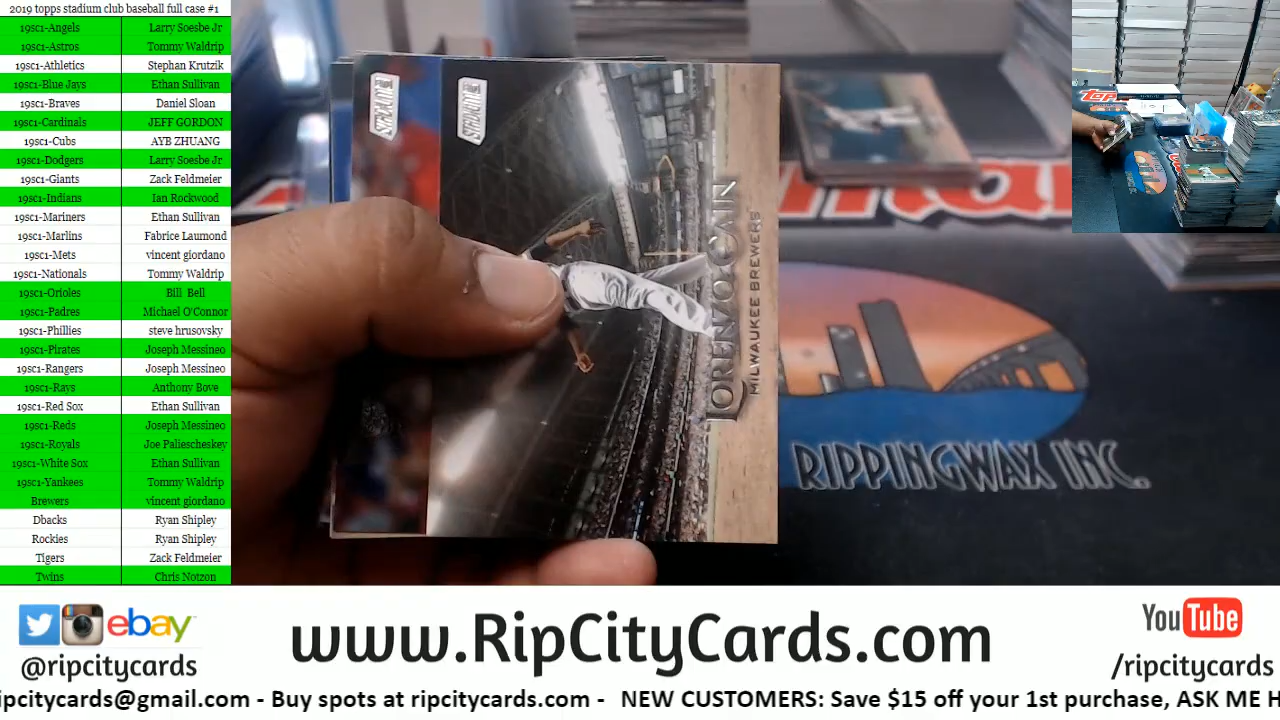 2019 topps stadium club baseball full case #1
19sc1-Angels Larry Soesbe Jr
19sc1-Astros Tommy Waldrip
19sc1-Athletics Stephan Krutzik
19sc1-Blue Jays Ethan Sullivan
19sc1-Braves Daniel Sloan
19sc1-Cardinals JEFF GORDON
19sc1-Cubs AYB ZHUANG
19sc1-Dodgers Larry Soesbe Jr
19sc1-Giants Zack Feldmeier
19sc1-Indians Ian Rockwood
19sc1-Mariners Ethan Sullivan
19sc1-Marlins Fabrice Laumond
19sc1-Mets vincent giordano
19sc1-Nationals Tommy Waldrip
19sc1-Orioles Bill Bell
19sc1-Padres Michael O'Connor
19sc1-Phillies steve hrusovsky
19sc1-Pirates Joseph Messineo
19sc1-Rangers Joseph Messineo
19sc1-Rays Anthony Bove
19sc1-Red Sox Ethan Sullivan
19sc1-Reds Joseph Messineo
19sc1-Royals Joe Paliescheskey
19sc1-White Sox Ethan Sullivan
19sc1-Yankees Tommy Waldrip
Brewers vincent giordano
Dbacks Ryan Shipley
Rockies Ryan Shipley
Tigers Zack Feldmeier
Twins Chris Notzon
LORENZO CAIN
MILWAUKEE BREWERS
RIPPINGWAX INC.
ebay
@ripcitycards
www.RipCityCards.com
YouTube
/ripcitycards
ipcitycards@gmail.com - Buy spots at ripcitycards.com - NEW CUSTOMERS: Save $15 off your 1st purchase, ASK ME H